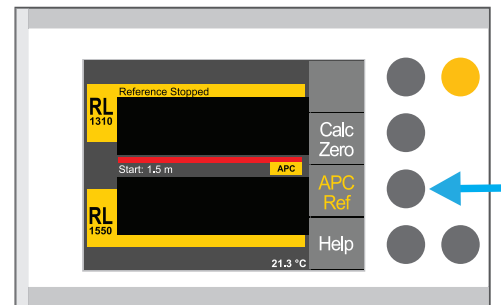 Reference Stopped
RL
1310
Calc
Zero
Start: 1.5 m
APC
APC
Ref
RL
1550
Help
21.3 °C